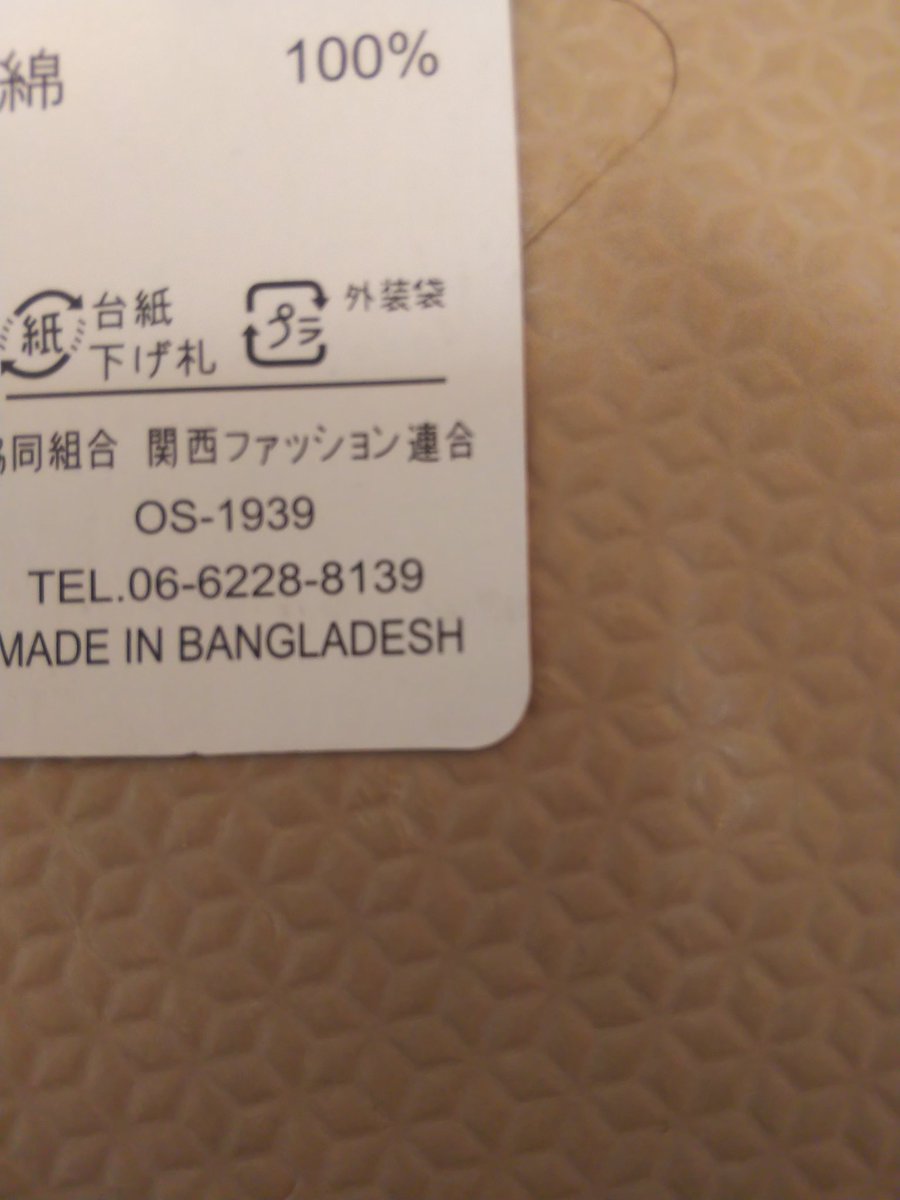 綿 100%
紙 台紙 下げ札 プラ 外装袋
協同組合 関西ファッション連合
OS-1939
TEL.06-6228-8139
MADE IN BANGLADESH